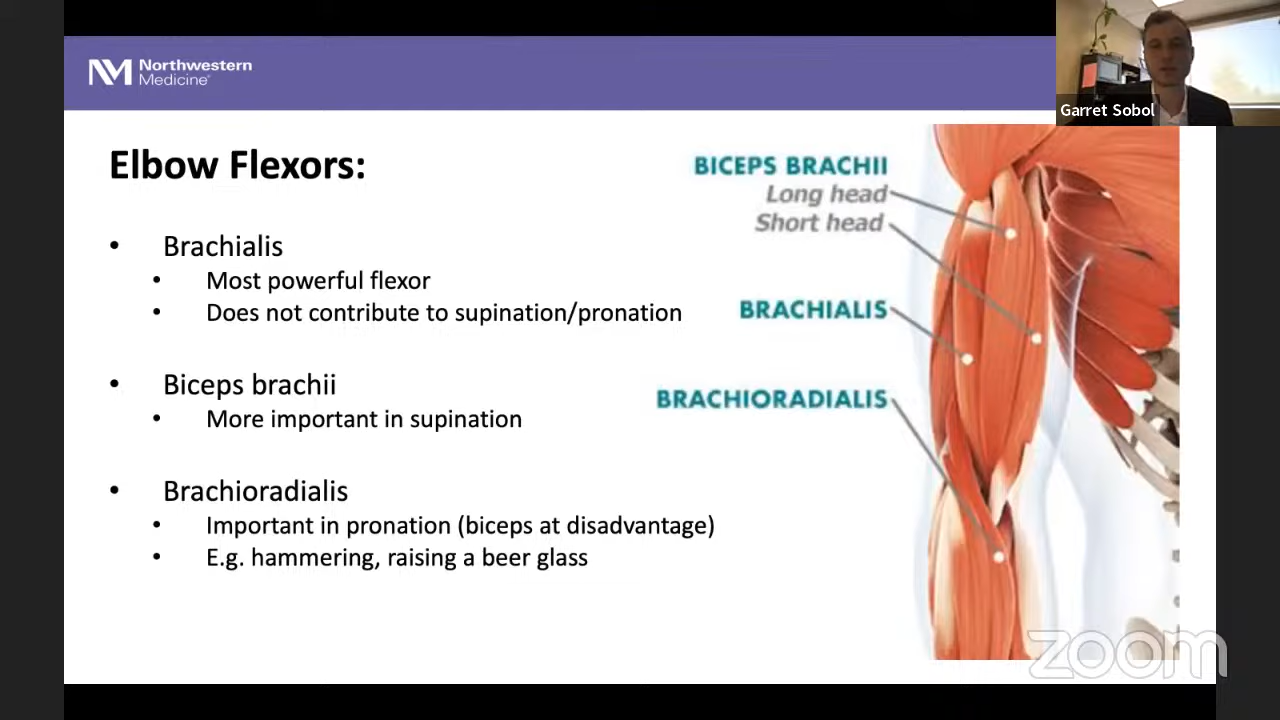 Northwestern
Medicine
Garret Sobol
Elbow Flexors:
• Brachialis
• Most powerful flexor
• Does not contribute to supination/pronation
• Biceps brachii
• More important in supination
• Brachioradialis
• Important in pronation (biceps at disadvantage)
• E.g. hammering, raising a beer glass
BICEPS BRACHII
Long head
Short head
BRACHIALIS
BRACHIORADIALIS
zoom